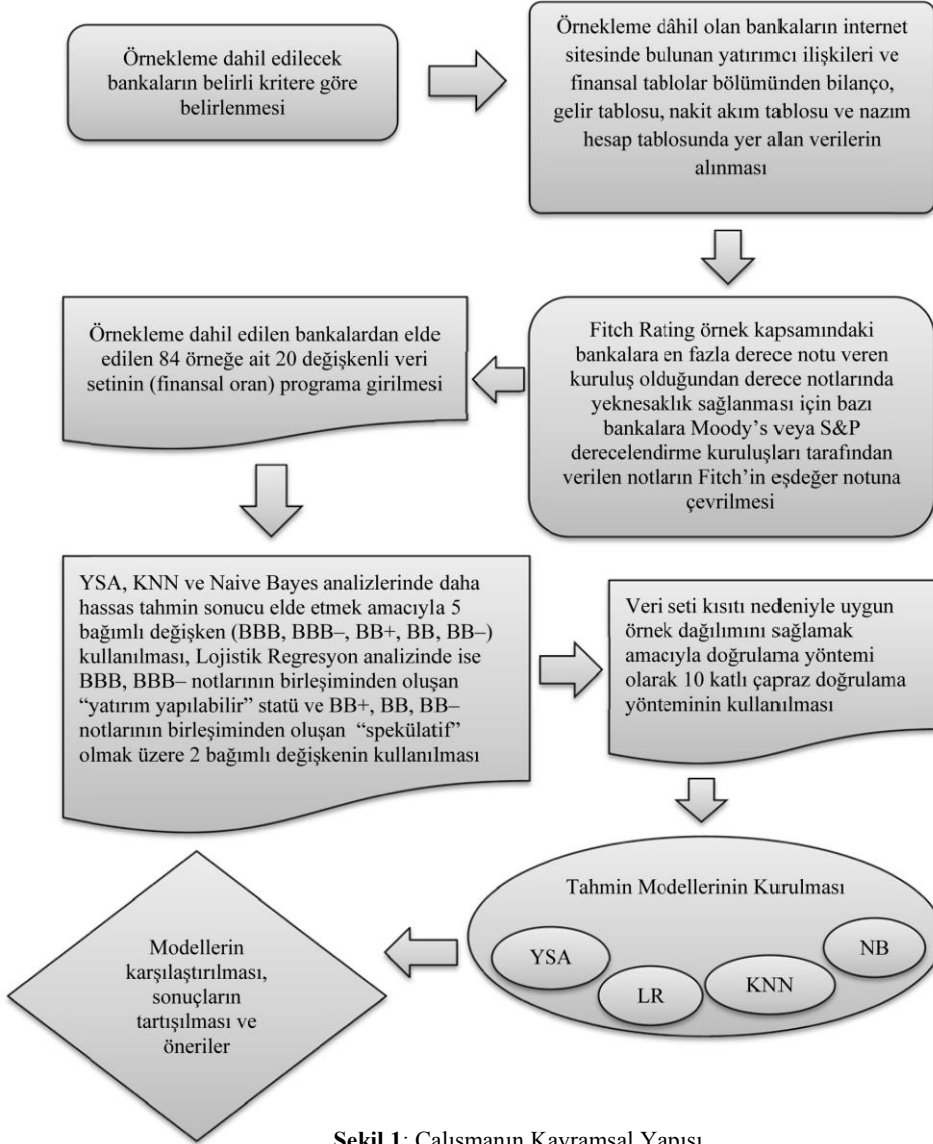 Örnekleme dahil edilecek
bankaların belirli kritere göre
belirlenmesi
Örnekleme dâhil olan bankaların internet
sitesinde bulunan yatırımcı ilişkileri ve
finansal tablolar bölümünden bilanço,
gelir tablosu, nakit akım tablosu ve nazım
hesap tablosunda yer alan verilerin
alınması
Fitch Rating örnek kapsamındaki
bankalara en fazla derece notu veren
kuruluş olduğundan derece notlarında
yeknesaklık sağlanması için bazı
bankalara Moody’s veya S&P
derecelendirme kuruluşları tarafından
verilen notların Fitch’in eşdeğer notuna
çevrilmesi
Örnekleme dahil edilen bankalardan elde
edilen 84 örneğe ait 20 değişkenli veri
setinin (finansal oran) programa girilmesi
YSA, KNN ve Naive Bayes analizlerinde daha
hassas tahmin sonucu elde etmek amacıyla 5
bağımlı değişken (BBB, BBB–, BB+, BB, BB–)
kullanılması, Lojistik Regresyon analizinde ise
BBB, BBB– notlarının birleşiminden oluşan
“yatırım yapılabilir” statü ve BB+, BB, BB–
notlarının birleşiminden oluşan “spekülatif”
olmak üzere 2 bağımlı değişkenin kullanılması
Veri seti kısıtı nedeniyle uygun
örnek dağılımını sağlamak
amacıyla doğrulama yöntemi
olarak 10 katlı çapraz doğrulama
yönteminin kullanılması
Tahmin Modellerinin Kurulması
YSA
LR
KNN
NB
Modellerin
karşılaştırılması,
sonuçların
tartışılması ve
öneriler
Şekil 1: Çalışmanın Kavramsal Yapısı